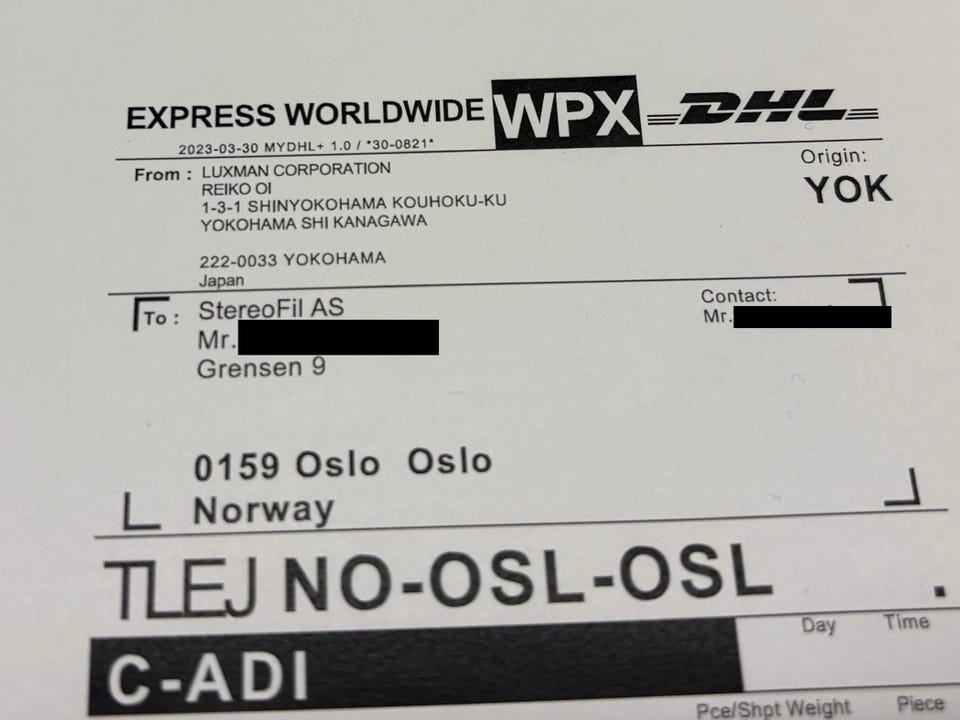 EXPRESS WORLDWIDE WPX DHL
2023-03-30 MYDHL+ 1.0 / *30-0821*
From : LUXMAN CORPORATION
REIKO OI
1-3-1 SHINYOKOHAMA KOUHOKU-KU
YOKOHAMA SHI KANAGAWA
222-0033 YOKOHAMA
Japan
Origin:
YOK
To : StereoFil AS
Mr.
Grensen 9
0159 Oslo Oslo
Norway
Contact:
Mr.
TLEJ NO-OSL-OSL .
C-ADI
Day Time
Pce/Shpt Weight Piece